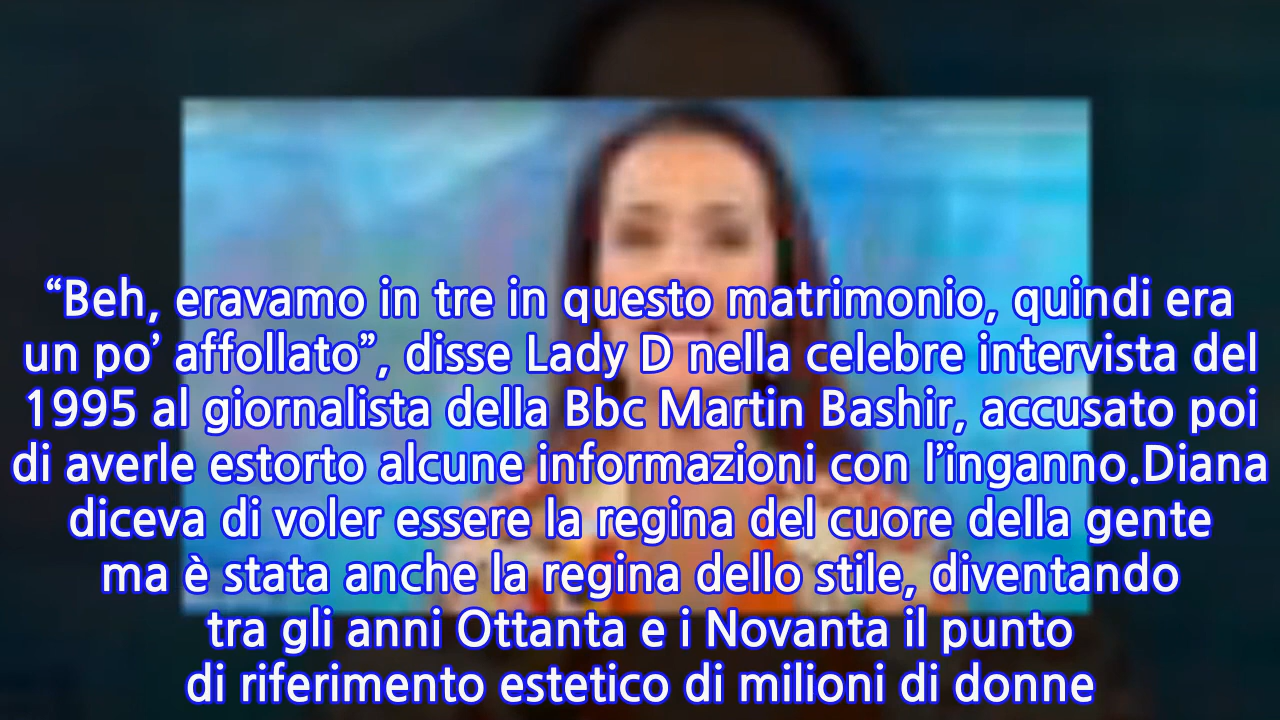 “Beh, eravamo in tre in questo matrimonio, quindi era
un po’ affollato”, disse Lady D nella celebre intervista del
1995 al giornalista della Bbc Martin Bashir, accusato poi
di averle estorto alcune informazioni con l’inganno.Diana
diceva di voler essere la regina del cuore della gente
ma è stata anche la regina dello stile, diventando
tra gli anni Ottanta e i Novanta il punto
di riferimento estetico di milioni di donne